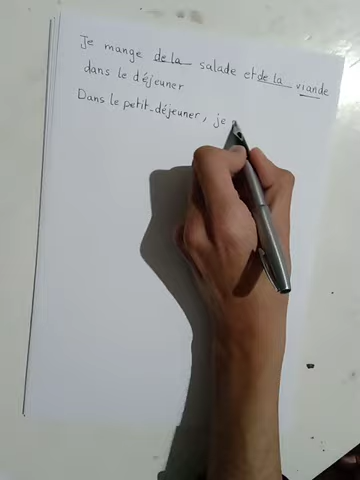 Je mange de la salade et de la viande
dans le déjeuner
Dans le petit-déjeuner, je